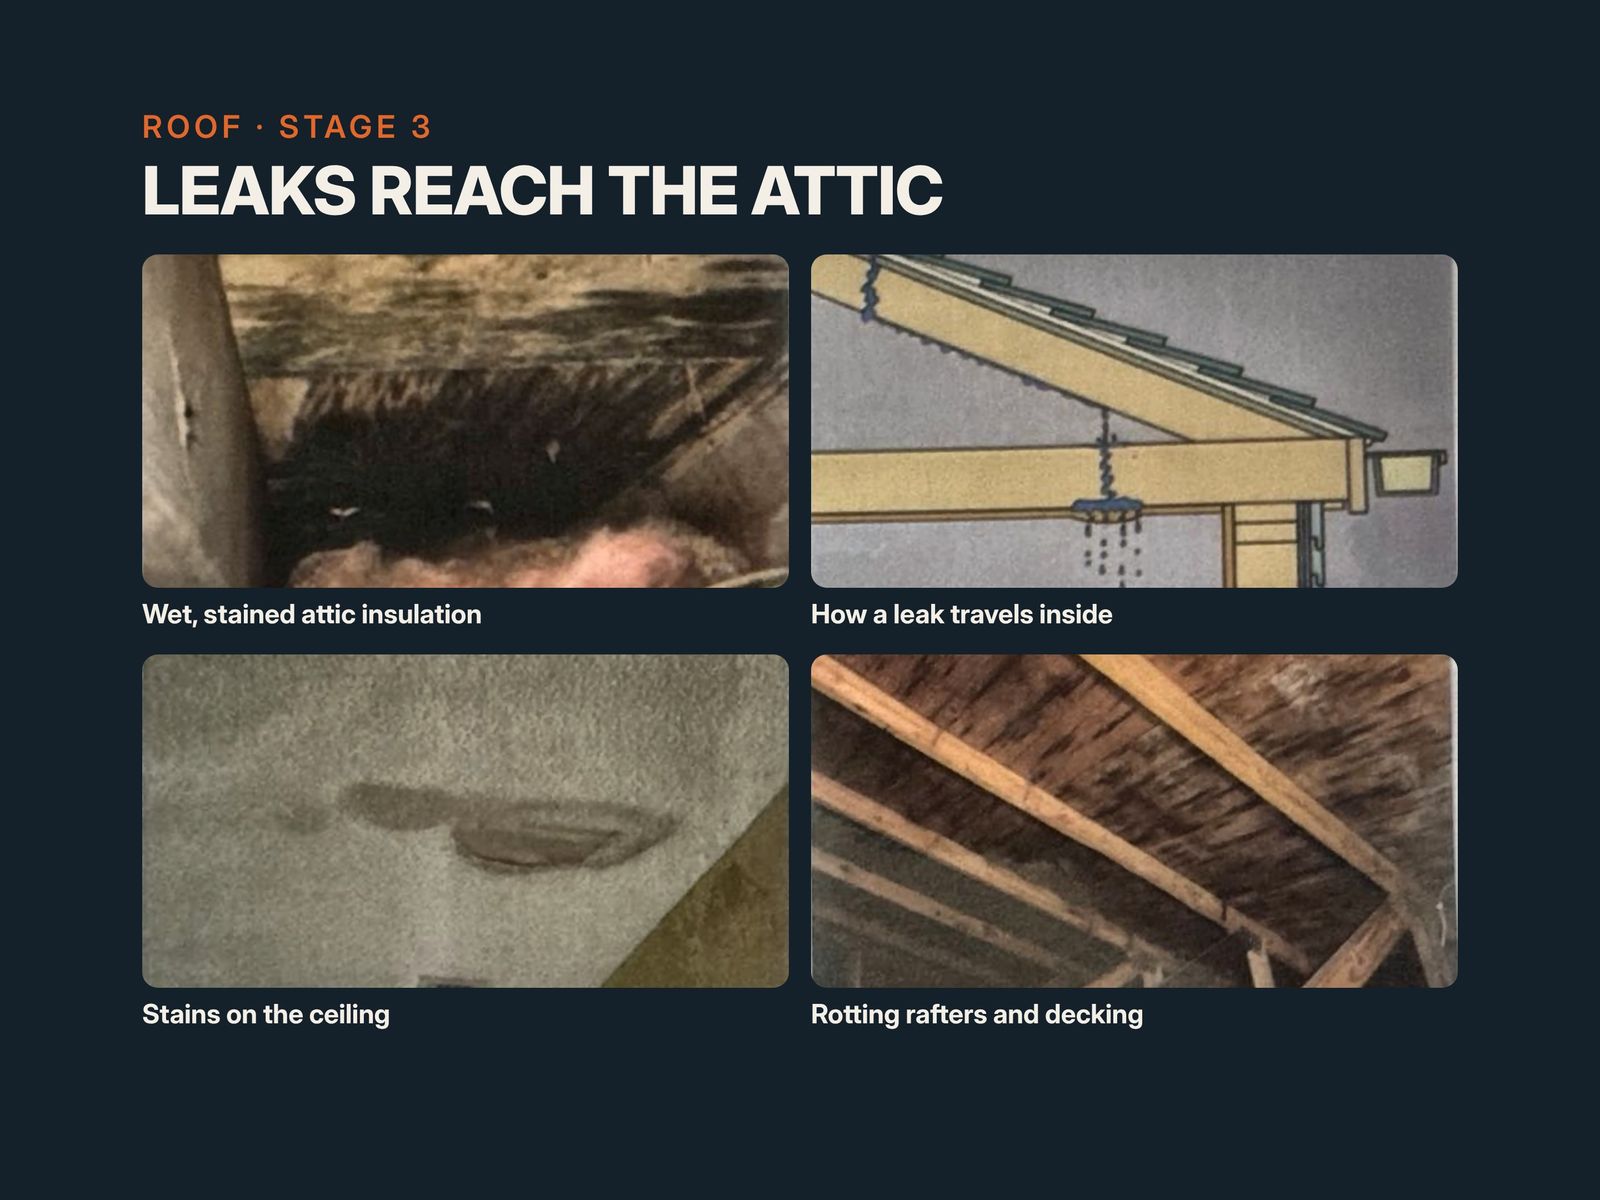 ROOF · STAGE 3
LEAKS REACH THE ATTIC
Wet, stained attic insulation
How a leak travels inside
Stains on the ceiling
Rotting rafters and decking